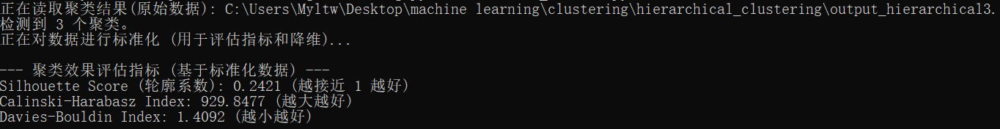 正在读取聚类结果(原始数据): C:\Users\Myltw\Desktop\machine learning\clustering\hierarchical_clustering\output_hierarchical3.
检测到 3 个聚类。
正在对数据进行标准化 (用于评估指标和降维)...
--- 聚类效果评估指标 (基于标准化数据) ---
Silhouette Score (轮廓系数): 0.2421 (越接近 1 越好)
Calinski-Harabasz Index: 929.8477 (越大越好)
Davies-Bouldin Index: 1.4092 (越小越好)